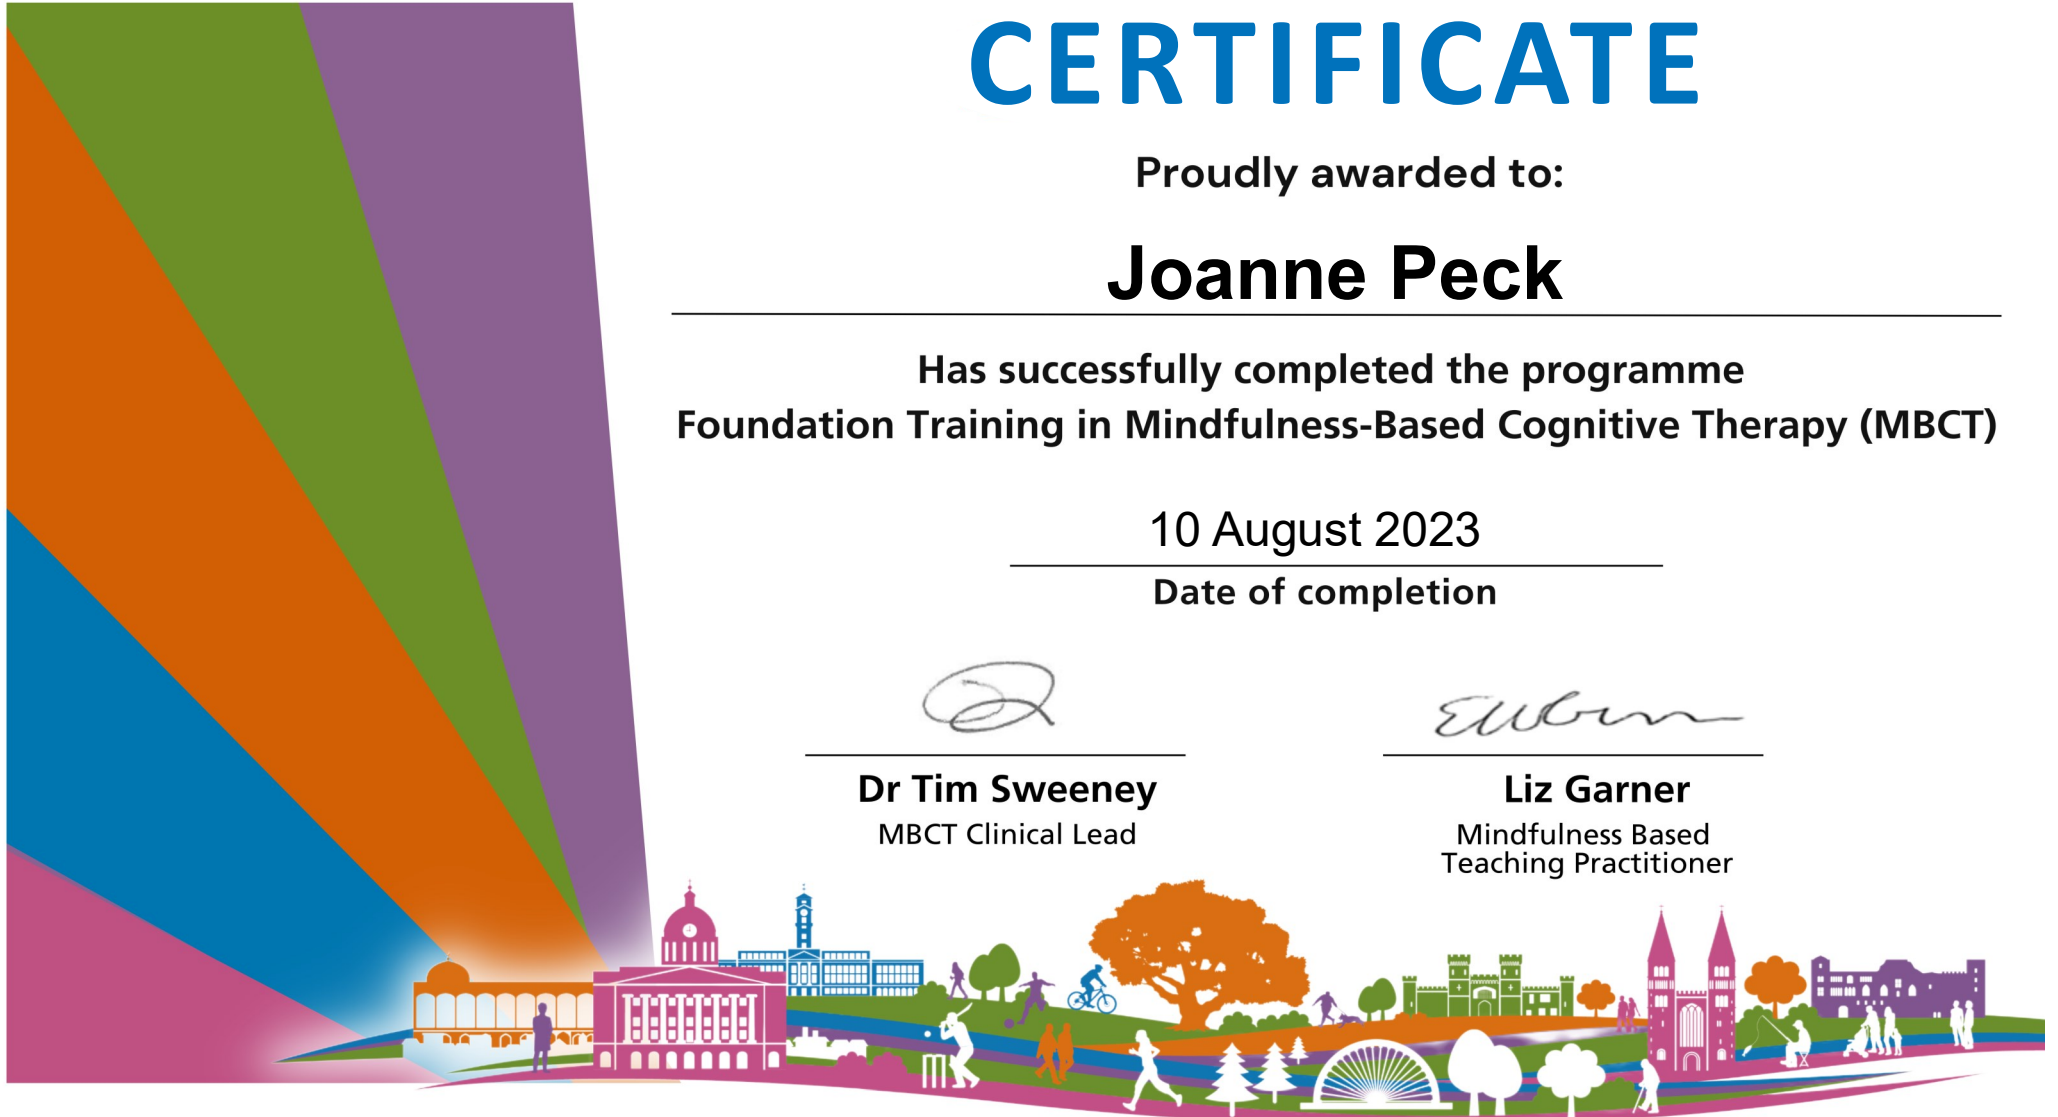 CERTIFICATE
Proudly awarded to:
Joanne Peck
Has successfully completed the programme
Foundation Training in Mindfulness-Based Cognitive Therapy (MBCT)
10 August 2023
Date of completion
Dr Tim Sweeney
MBCT Clinical Lead
Liz Garner
Mindfulness Based
Teaching Practitioner